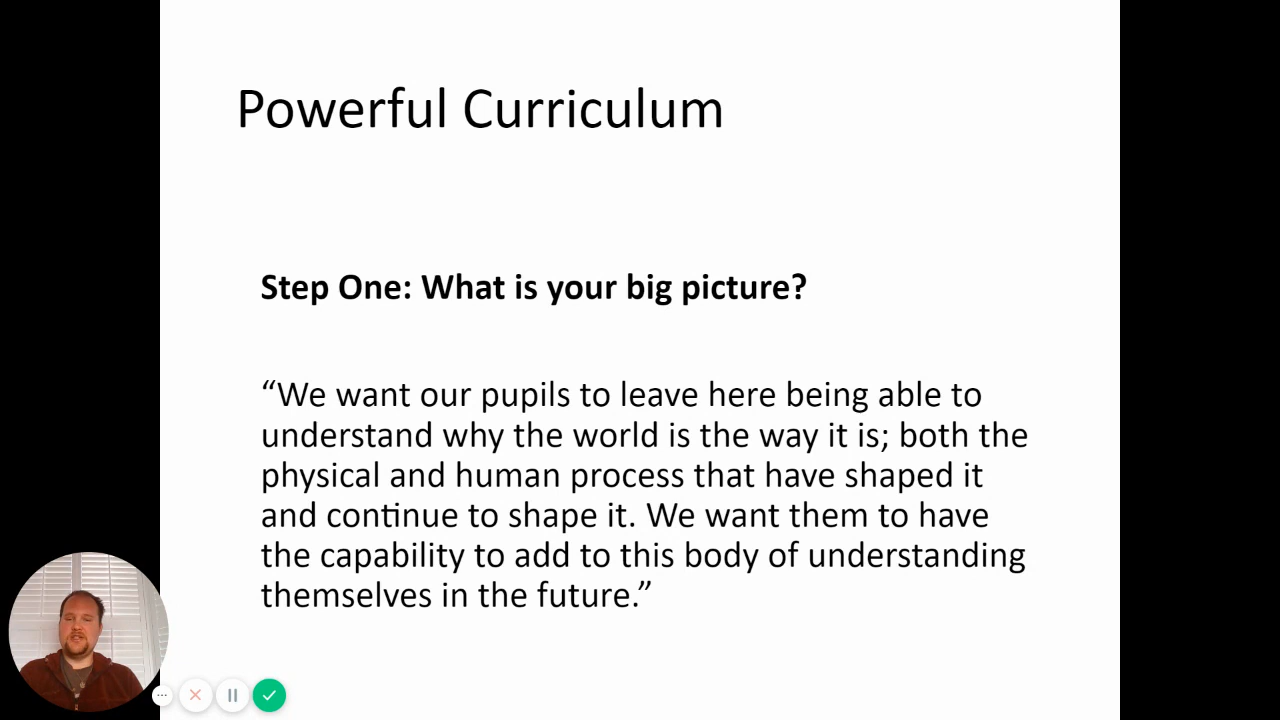 Powerful Curriculum
Step One: What is your big picture?
“We want our pupils to leave here being able to
understand why the world is the way it is; both the
physical and human process that have shaped it
and continue to shape it. We want them to have
the capability to add to this body of understanding
themselves in the future.”